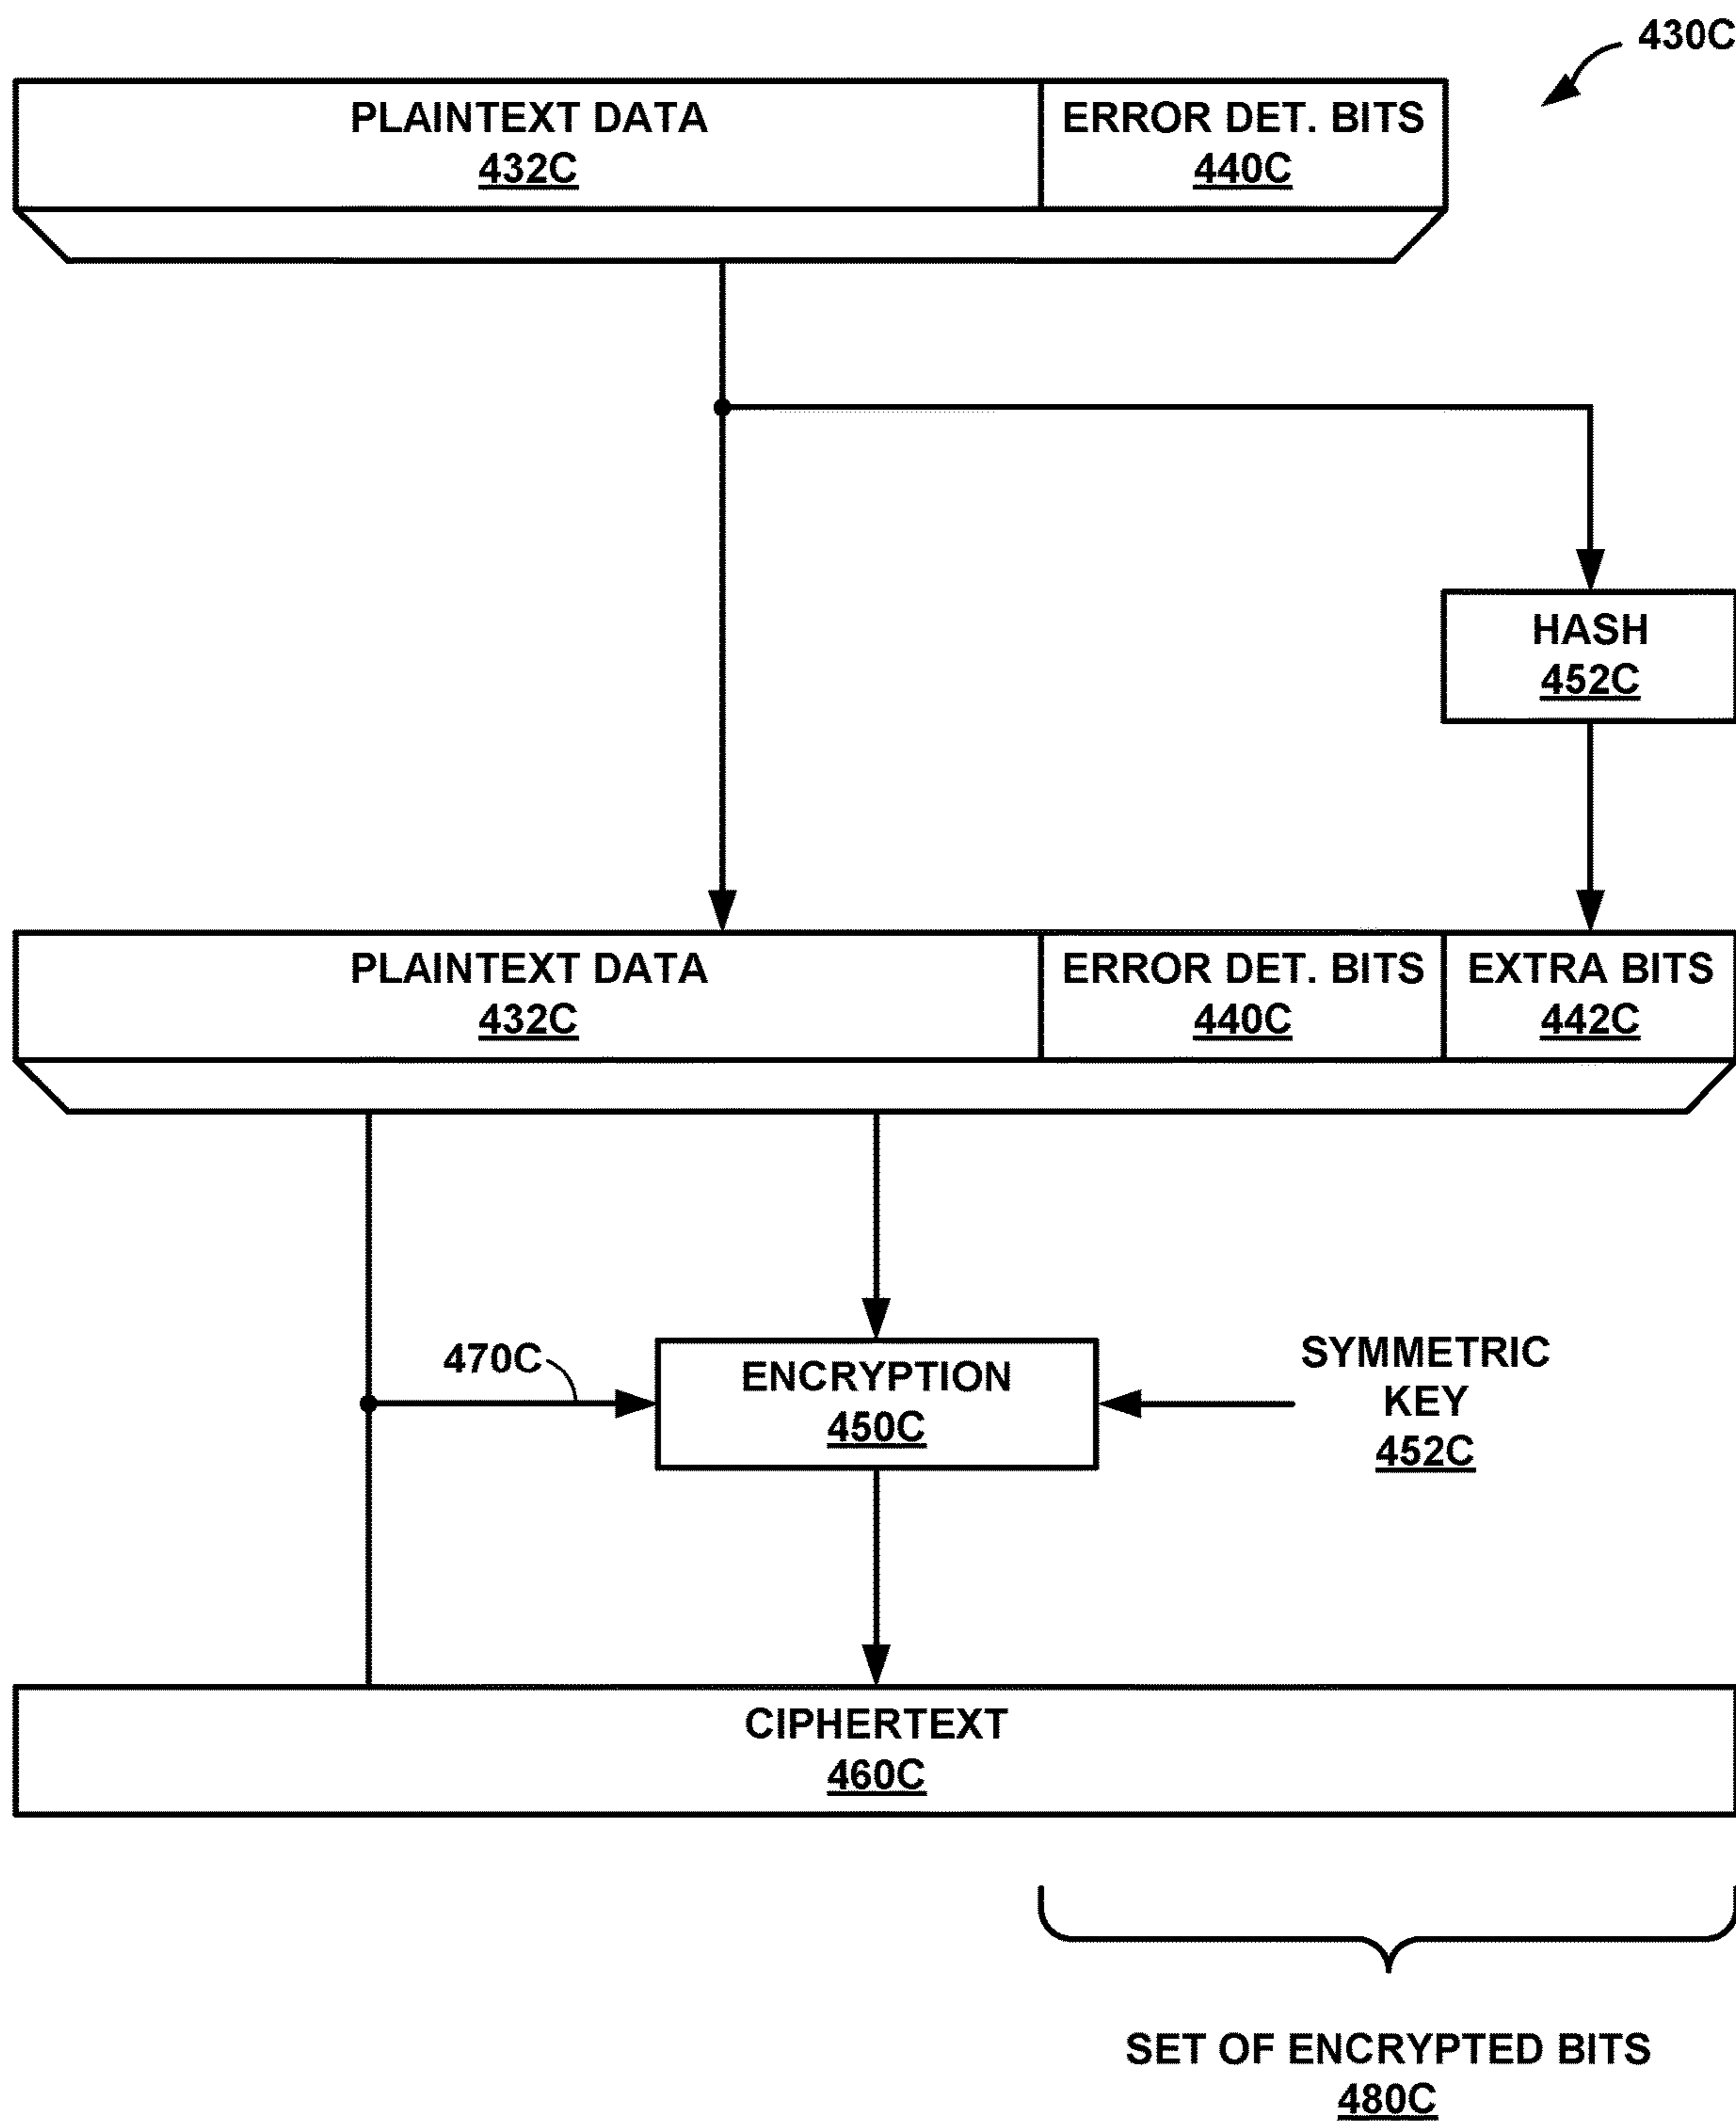 430C
PLAINTEXT DATA
432C
ERROR DET. BITS
440C
HASH
452C
PLAINTEXT DATA
432C
ERROR DET. BITS
440C
EXTRA BITS
442C
470C
ENCRYPTION
450C
SYMMETRIC
KEY
452C
CIPHERTEXT
460C
SET OF ENCRYPTED BITS
480C